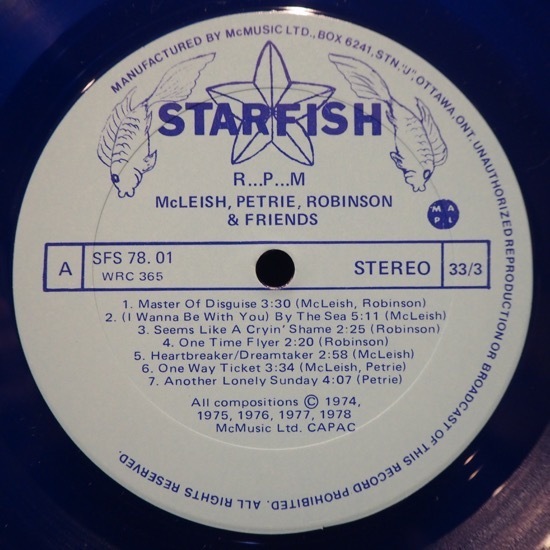 MANUFACTURED BY McMUSIC LTD., BOX 6241, STN."J", OTTAWA, ONT. UNAUTHORIZED REPRODUCTION OR BROADCAST OF THIS RECORD PROHIBITED. ALL RIGHTS RESERVED.
STARFISH
R...P...M
McLEISH, PETRIE, ROBINSON
& FRIENDS
M A
P L
A
SFS 78.01
WRC 365
STEREO
33/3
1. Master Of Disguise 3:30 (McLeish, Robinson)
2. (I Wanna Be With You) By The Sea 5:11 (McLeish)
3. Seems Like A Cryin' Shame 2:25 (Robinson)
4. One Time Flyer 2:20 (Robinson)
5. Heartbreaker/Dreamtaker 2:58 (McLeish)
6. One Way Ticket 3:34 (McLeish, Petrie)
7. Another Lonely Sunday 4:07 (Petrie)
All compositions © 1974,
1975, 1976, 1977, 1978
McMusic Ltd. CAPAC